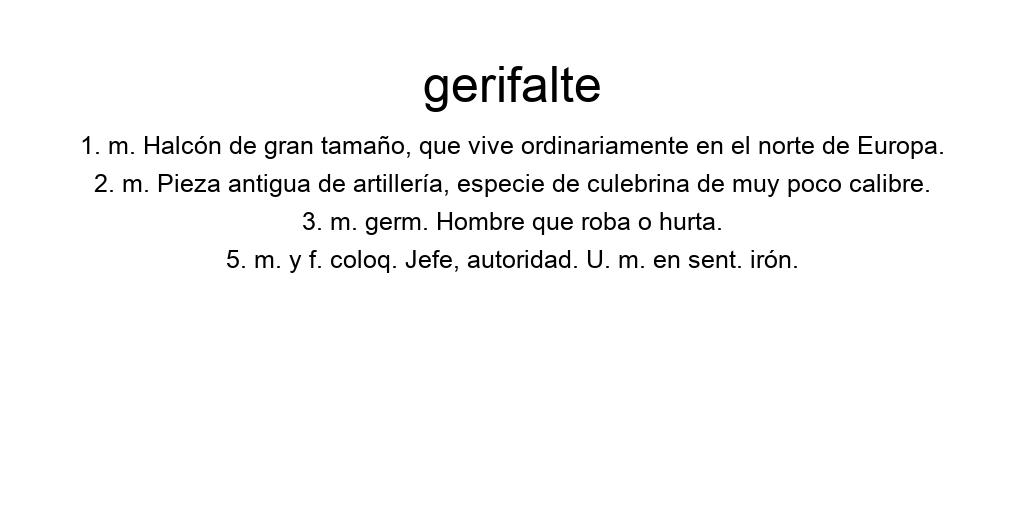 gerifalte
1. m. Halcón de gran tamaño, que vive ordinariamente en el norte de Europa.
2. m. Pieza antigua de artillería, especie de culebrina de muy poco calibre.
3. m. germ. Hombre que roba o hurta.
5. m. y f. coloq. Jefe, autoridad. U. m. en sent. irón.